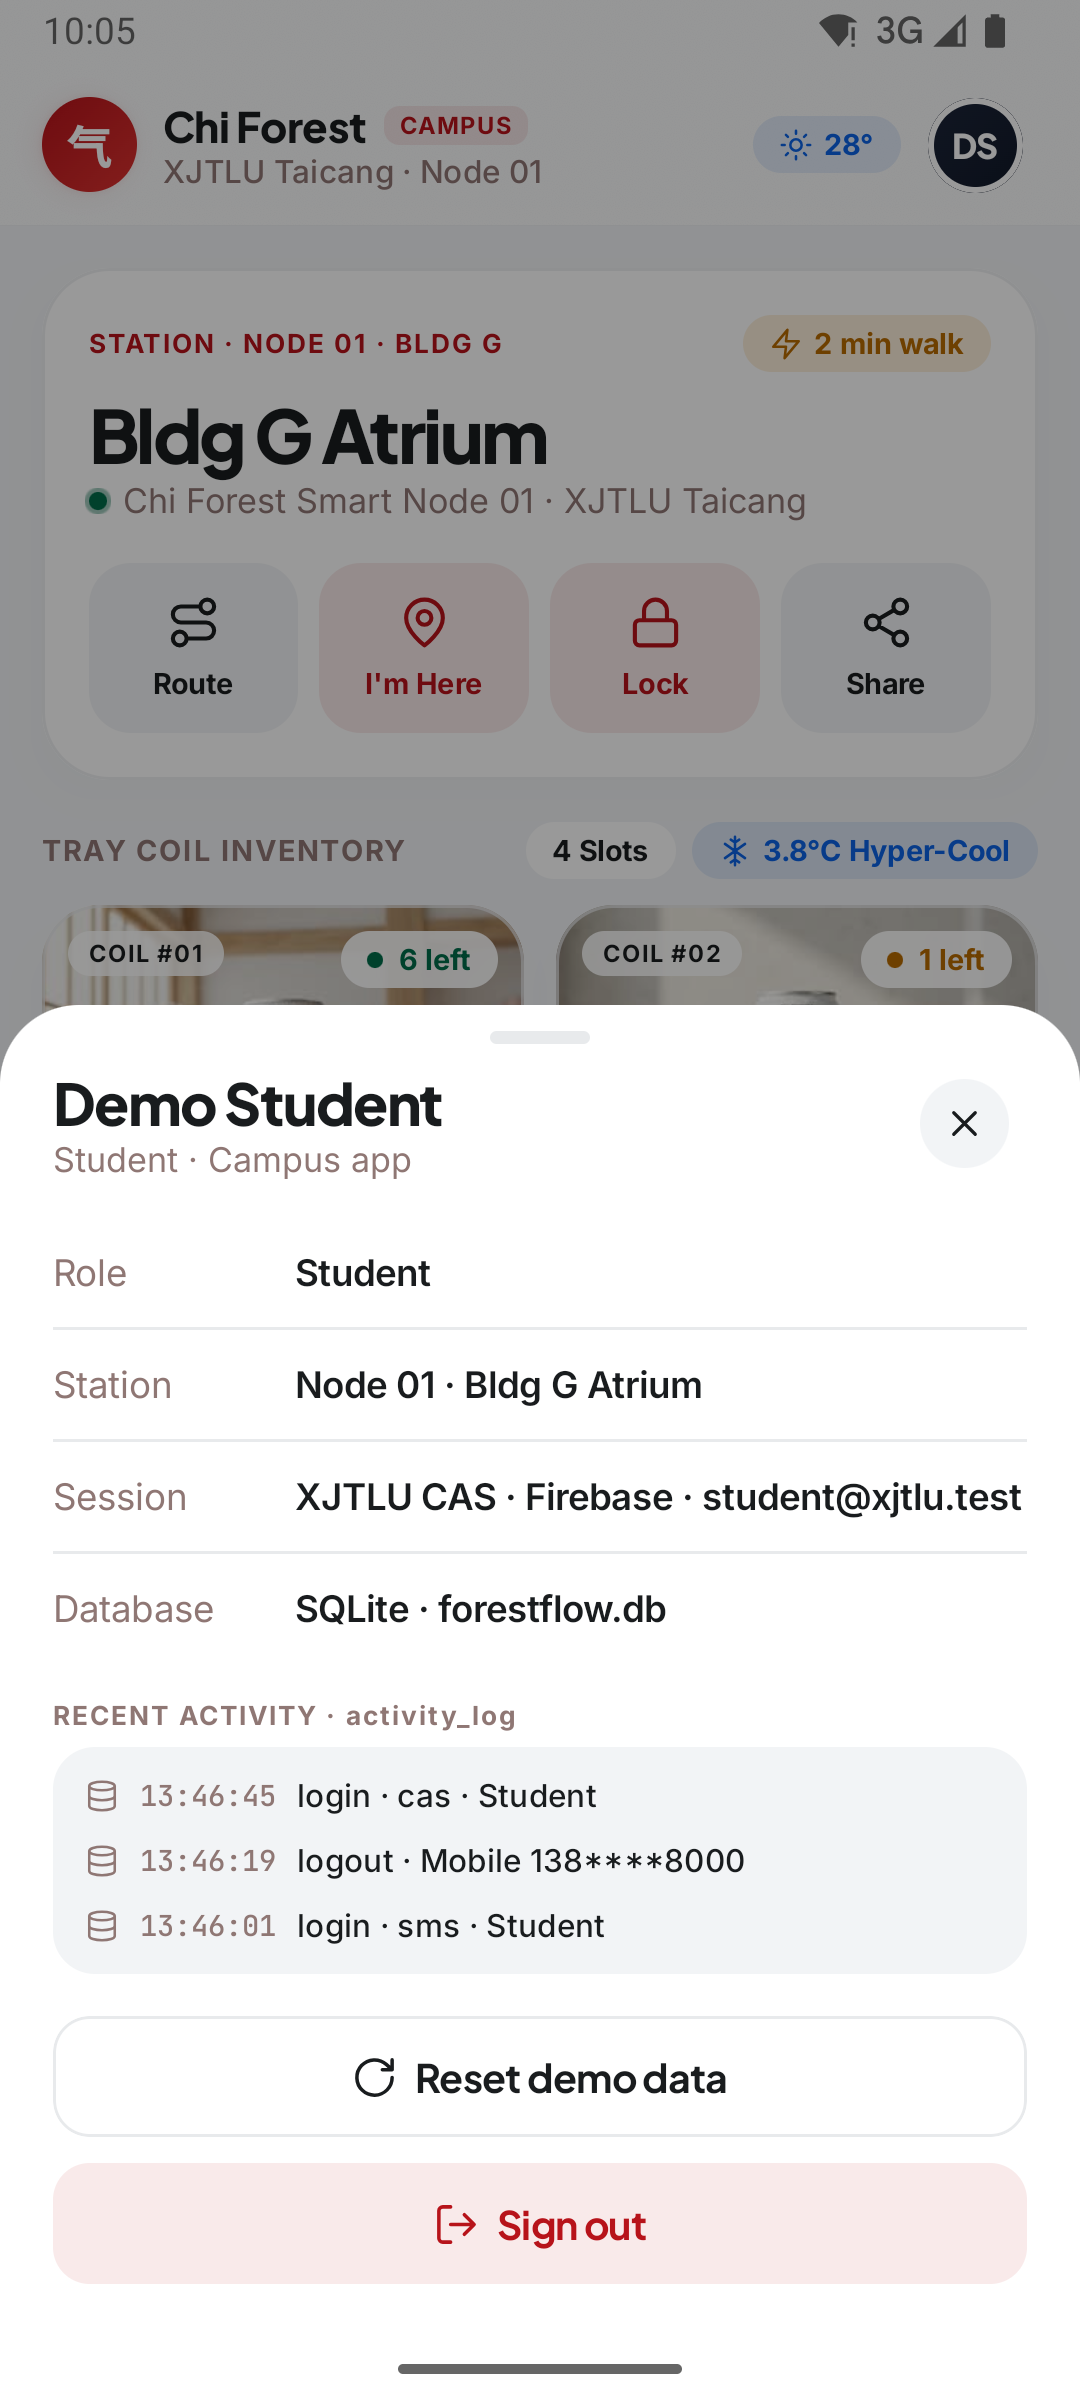 10:05
3G
气
Chi Forest CAMPUS
XJTLU Taicang · Node 01
28°
DS
STATION · NODE 01 · BLDG G
2 min walk
Bldg G Atrium
Chi Forest Smart Node 01 · XJTLU Taicang
Route
I'm Here
Lock
Share
TRAY COIL INVENTORY
4 Slots
3.8°C Hyper-Cool
COIL #01
6 left
COIL #02
1 left
Demo Student
Student · Campus app
Role Student
Station Node 01 · Bldg G Atrium
Session XJTLU CAS · Firebase · student@xjtlu.test
Database SQLite · forestflow.db
RECENT ACTIVITY · activity_log
13:46:45 login · cas · Student
13:46:19 logout · Mobile 138****8000
13:46:01 login · sms · Student
Reset demo data
Sign out